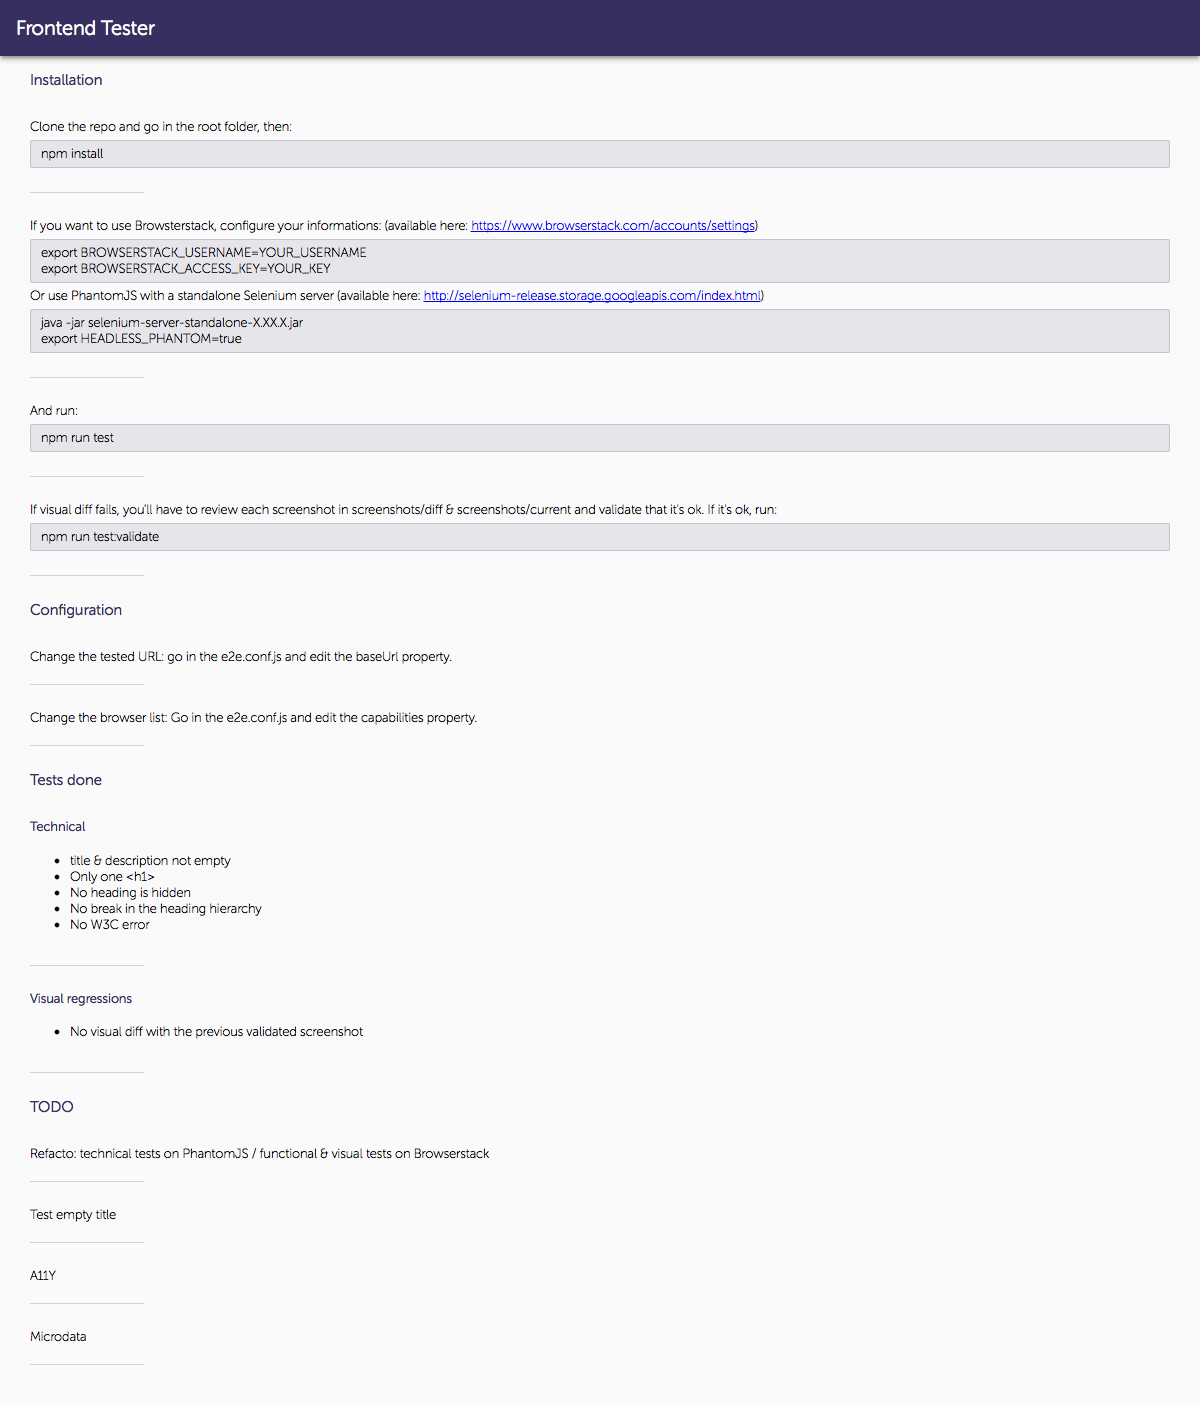 Frontend Tester
Installation
Clone the repo and go in the root folder, then:
npm install
If you want to use Browsterstack, configure your informations: (available here: https://www.browserstack.com/accounts/settings)
export BROWSERSTACK_USERNAME=YOUR_USERNAME
export BROWSERSTACK_ACCESS_KEY=YOUR_KEY
Or use PhantomJS with a standalone Selenium server (available here: http://selenium-release.storage.googleapis.com/index.html)
java -jar selenium-server-standalone-X.XX.X.jar
export HEADLESS_PHANTOM=true
And run:
npm run test
If visual diff fails, you'll have to review each screenshot in screenshots/diff & screenshots/current and validate that it's ok. If it's ok, run:
npm run test:validate
Configuration
Change the tested URL: go in the e2e.conf.js and edit the baseUrl property.
Change the browser list: Go in the e2e.conf.js and edit the capabilities property.
Tests done
Technical
• title & description not empty
• Only one <h1>
• No heading is hidden
• No break in the heading hierarchy
• No W3C error
Visual regressions
• No visual diff with the previous validated screenshot
TODO
Refacto: technical tests on PhantomJS / functional & visual tests on Browserstack
Test empty title
A11Y
Microdata